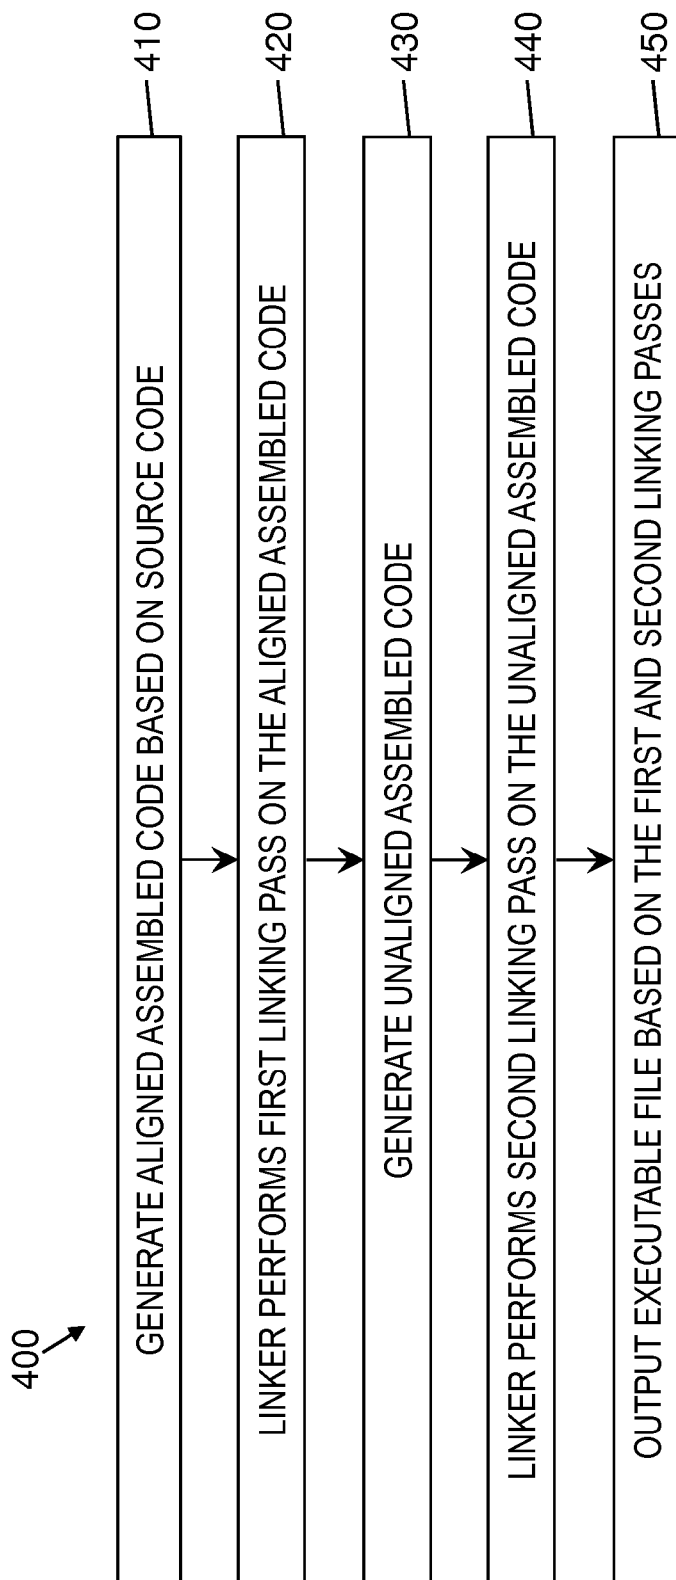 400
GENERATE ALIGNED ASSEMBLED CODE BASED ON SOURCE CODE
410
LINKER PERFORMS FIRST LINKING PASS ON THE ALIGNED ASSEMBLED CODE
420
GENERATE UNALIGNED ASSEMBLED CODE
430
LINKER PERFORMS SECOND LINKING PASS ON THE UNALIGNED ASSEMBLED CODE
440
OUTPUT EXECUTABLE FILE BASED ON THE FIRST AND SECOND LINKING PASSES
450